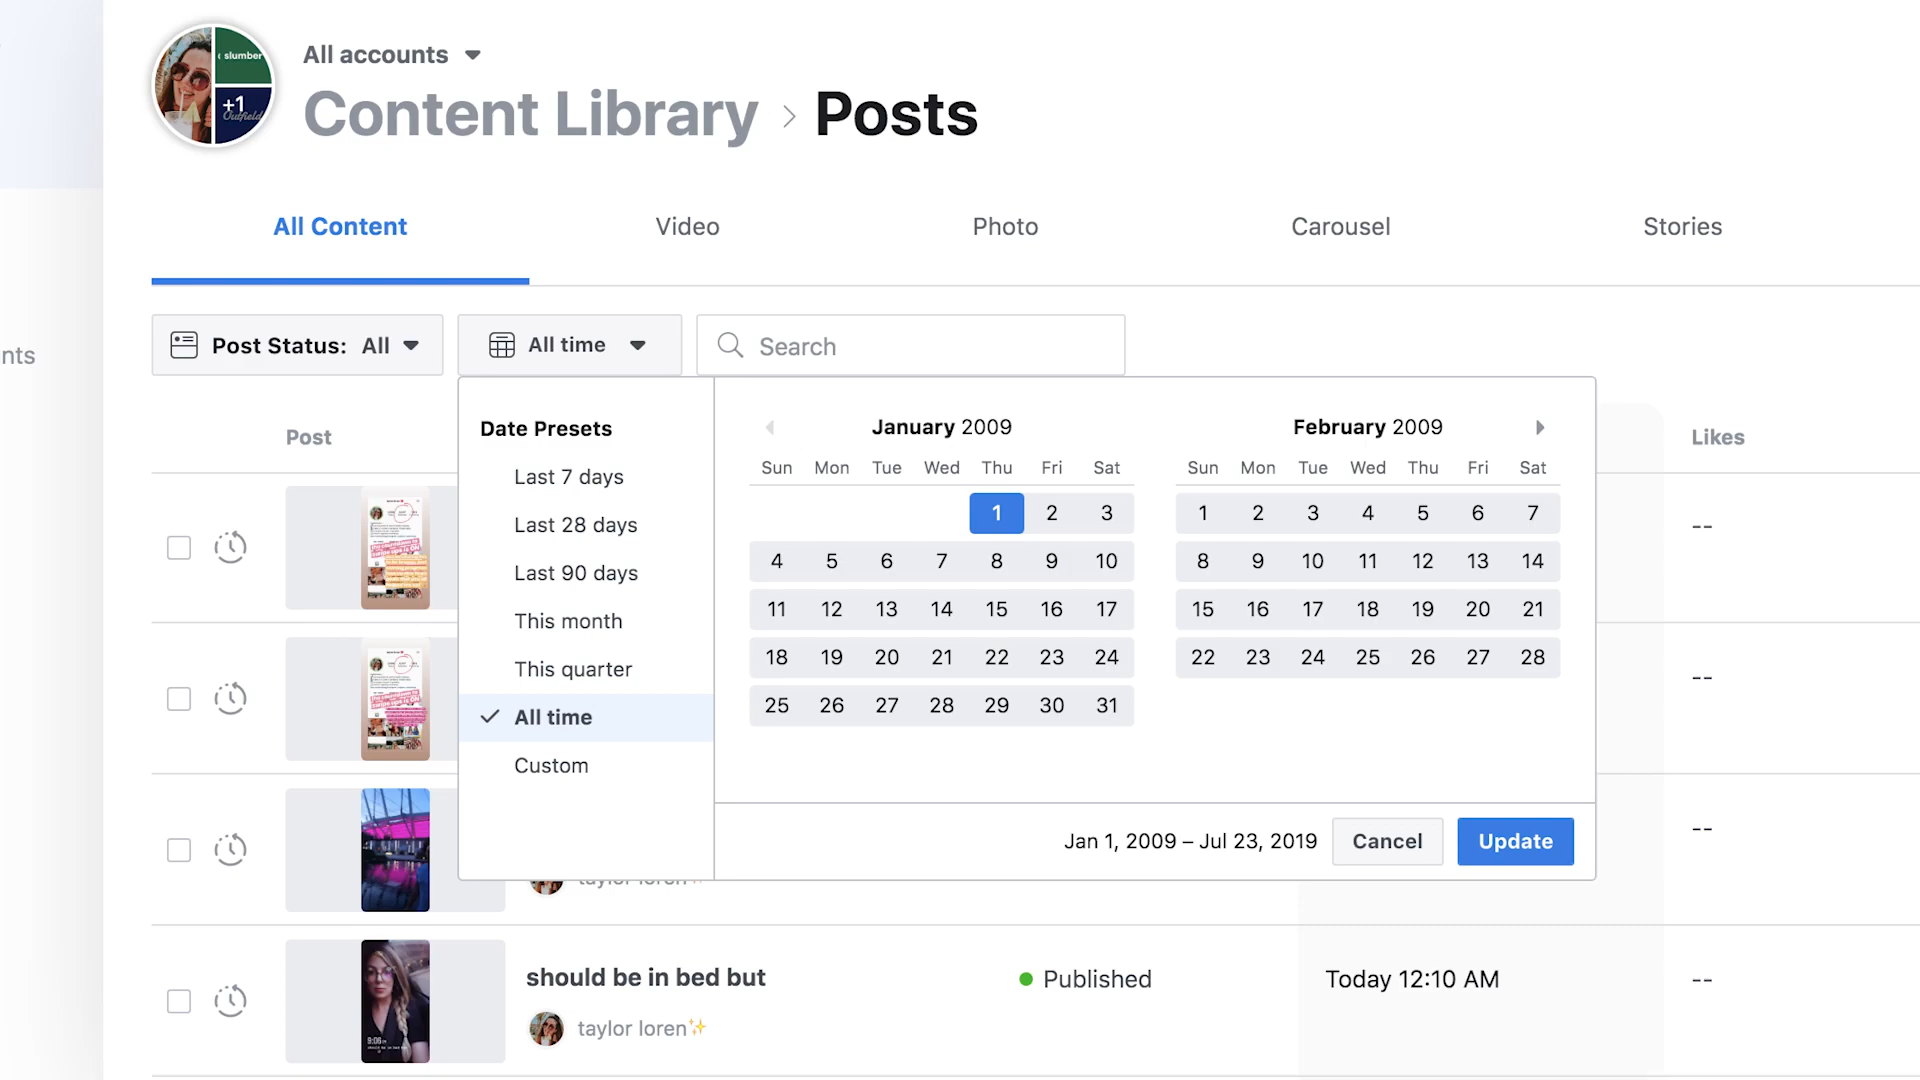 slumber
+1
Outfield
All accounts
Content Library > Posts
All Content Video Photo Carousel Stories
nts
Post Status: All
All time
Search
Post
Likes
Date Presets
Last 7 days
Last 28 days
Last 90 days
This month
This quarter
All time
Custom
January 2009
Sun Mon Tue Wed Thu Fri Sat
1 2 3
4 5 6 7 8 9 10
11 12 13 14 15 16 17
18 19 20 21 22 23 24
25 26 27 28 29 30 31
February 2009
Sun Mon Tue Wed Thu Fri Sat
1 2 3 4 5 6 7
8 9 10 11 12 13 14
15 16 17 18 19 20 21
22 23 24 25 26 27 28
Jan 1, 2009 – Jul 23, 2019
Cancel
Update
--
--
--
taylor loren✨
should be in bed but
Published
Today 12:10 AM
--
taylor loren✨